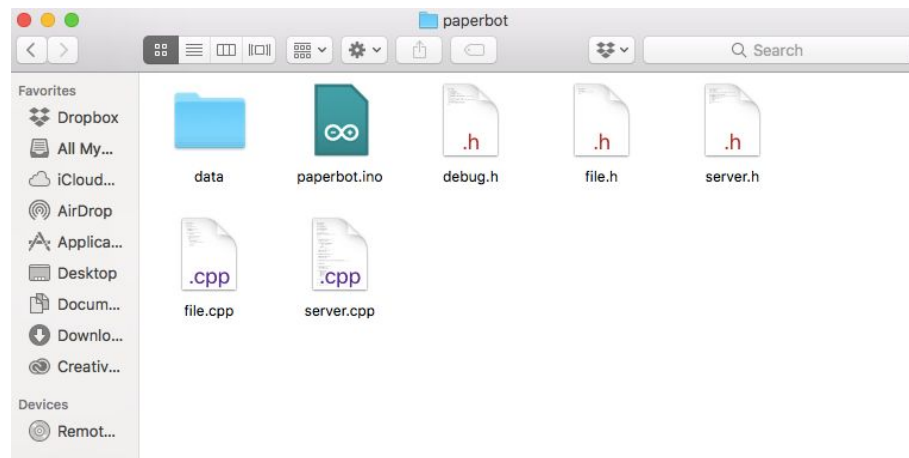 paperbot
Search
Favorites
Dropbox
All My...
iCloud...
AirDrop
Applica...
Desktop
Docum...
Downlo...
Creativ...
Devices
Remot...
.h
.h
.h
data
paperbot.ino
debug.h
file.h
server.h
.cpp
.cpp
file.cpp
server.cpp